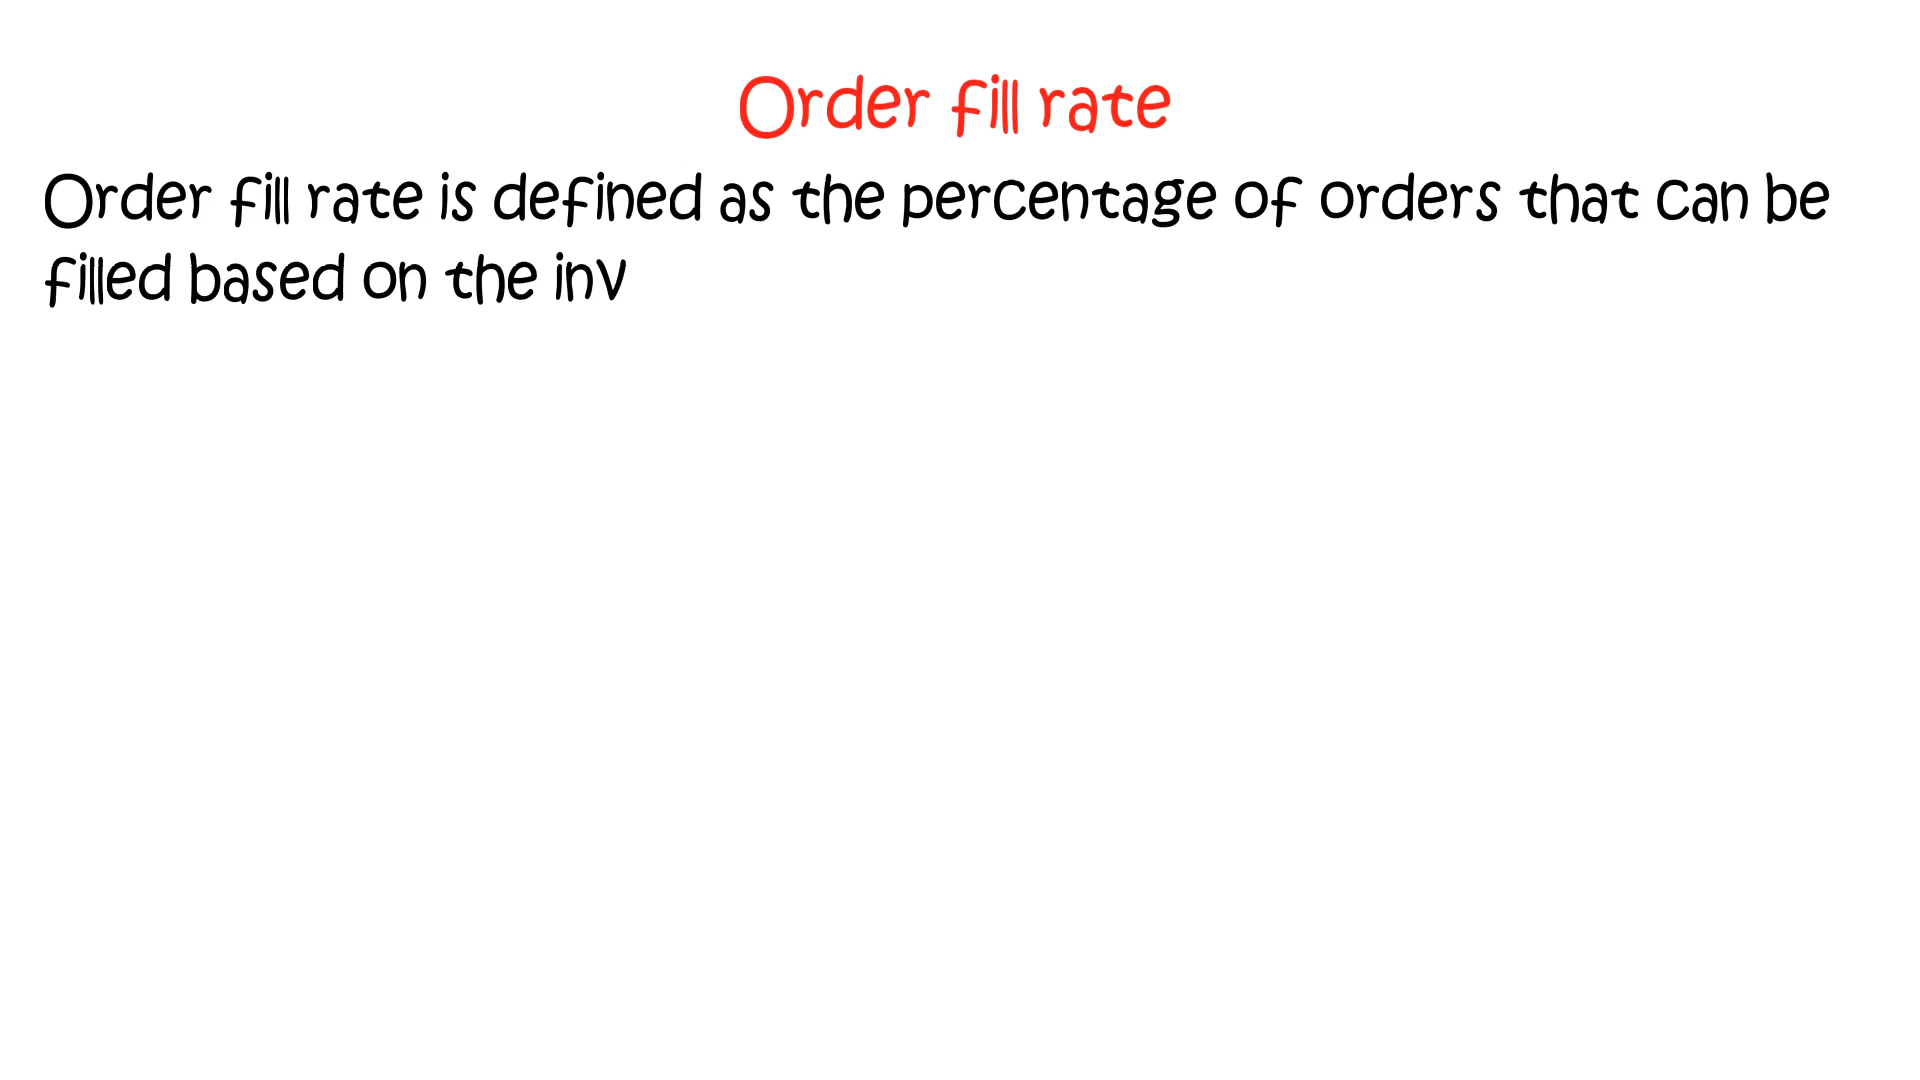 Order fill rate
Order fill rate is defined as the percentage of orders that can be
filled based on the inv